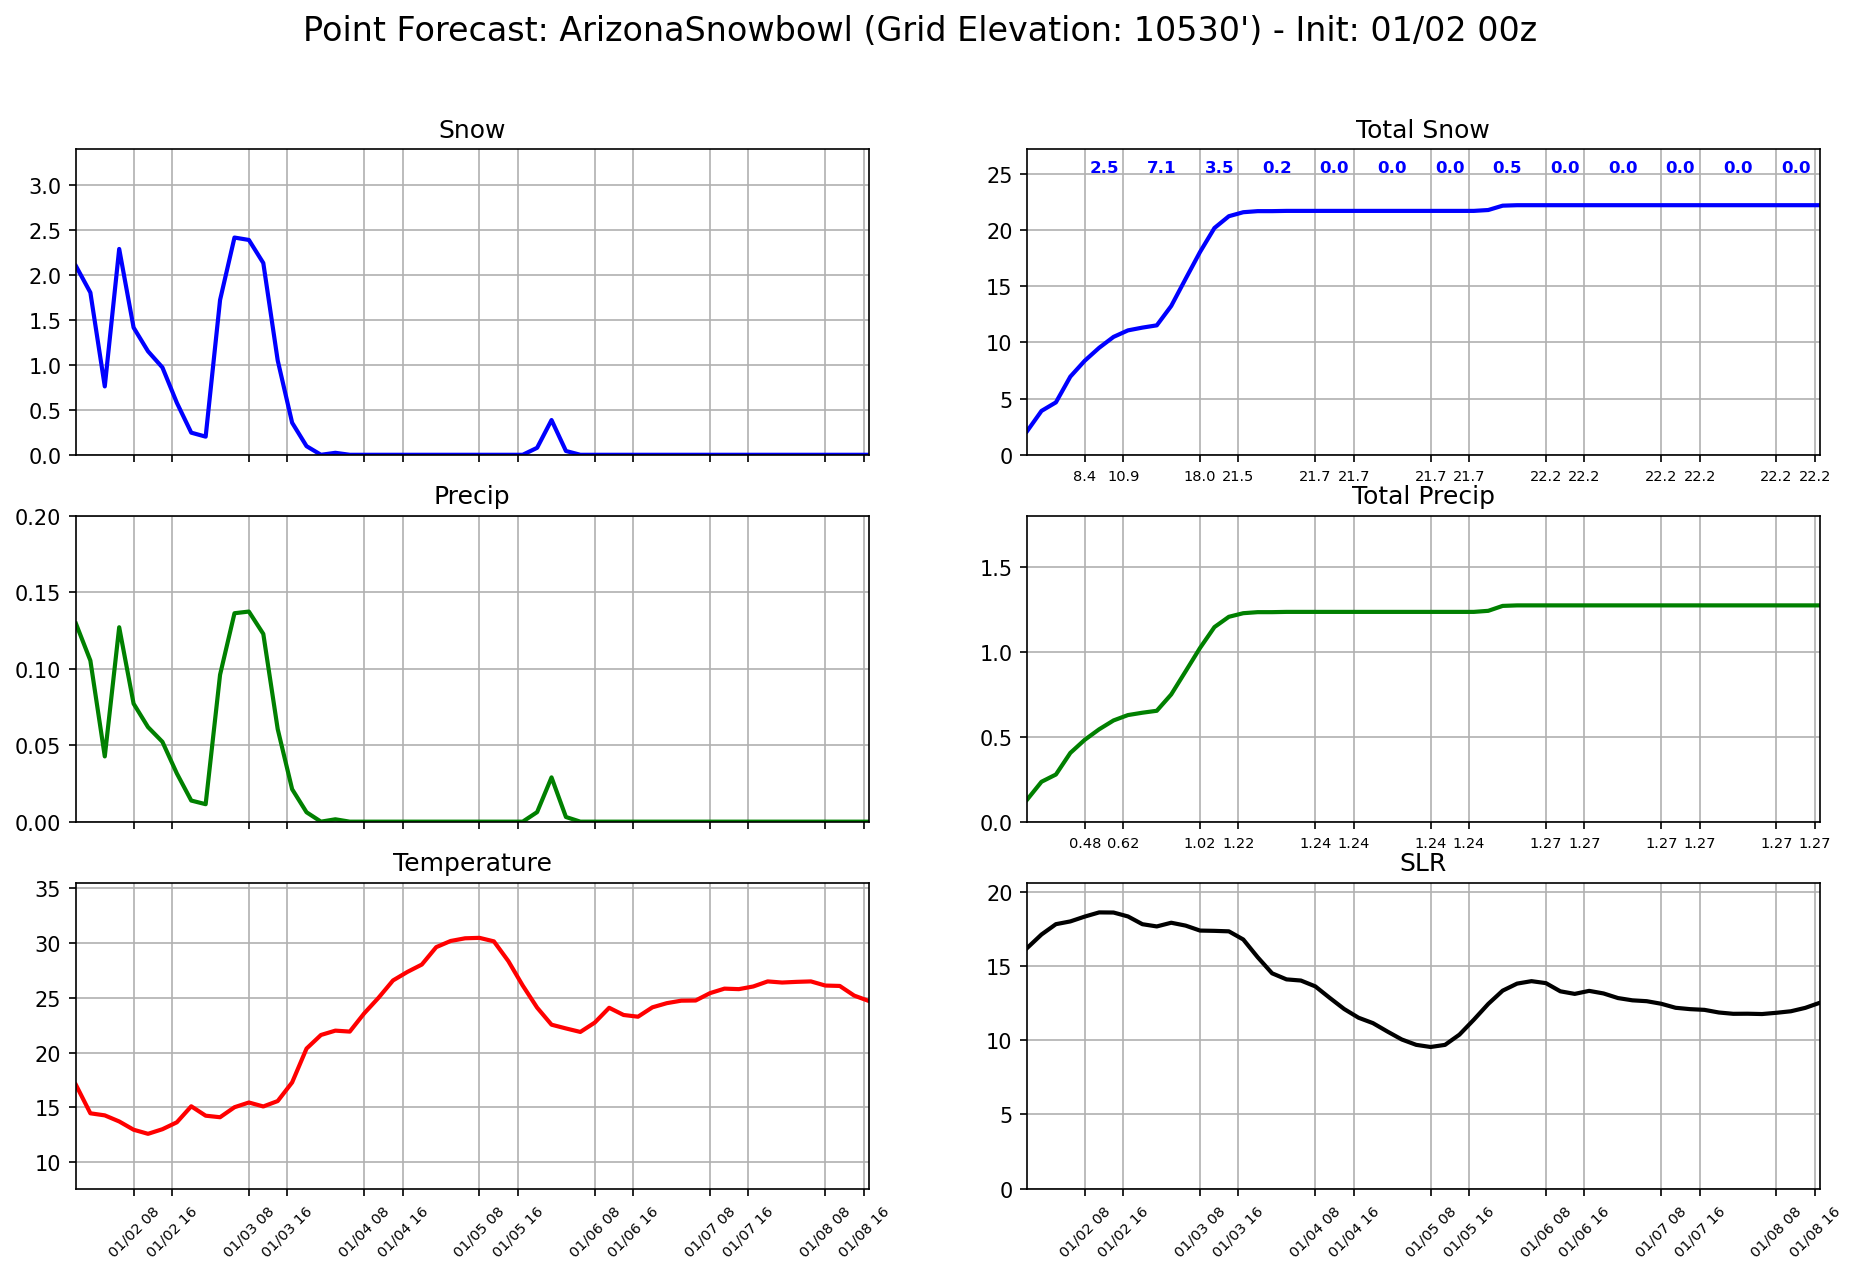 Point Forecast: ArizonaSnowbowl (Grid Elevation: 10530') - Init: 01/02 00z
Snow
3.0
2.5
2.0
1.5
1.0
0.5
0.0
Total Snow
2.5 7.1 3.5 0.2 0.0 0.0 0.0 0.5 0.0 0.0 0.0 0.0 0.0
25
20
15
10
5
0
8.4 10.9 18.0 21.5 21.7 21.7 21.7 21.7 22.2 22.2 22.2 22.2 22.2 22.2
Precip
0.20
0.15
0.10
0.05
0.00
Total Precip
1.5
1.0
0.5
0.0
0.48 0.62 1.02 1.22 1.24 1.24 1.24 1.24 1.27 1.27 1.27 1.27 1.27 1.27
Temperature
35
30
25
20
15
10
01/02 08 01/02 16 01/03 08 01/03 16 01/04 08 01/04 16 01/05 08 01/05 16 01/06 08 01/06 16 01/07 08 01/07 16 01/08 08 01/08 16
SLR
20
15
10
5
0
01/02 08 01/02 16 01/03 08 01/03 16 01/04 08 01/04 16 01/05 08 01/05 16 01/06 08 01/06 16 01/07 08 01/07 16 01/08 08 01/08 16